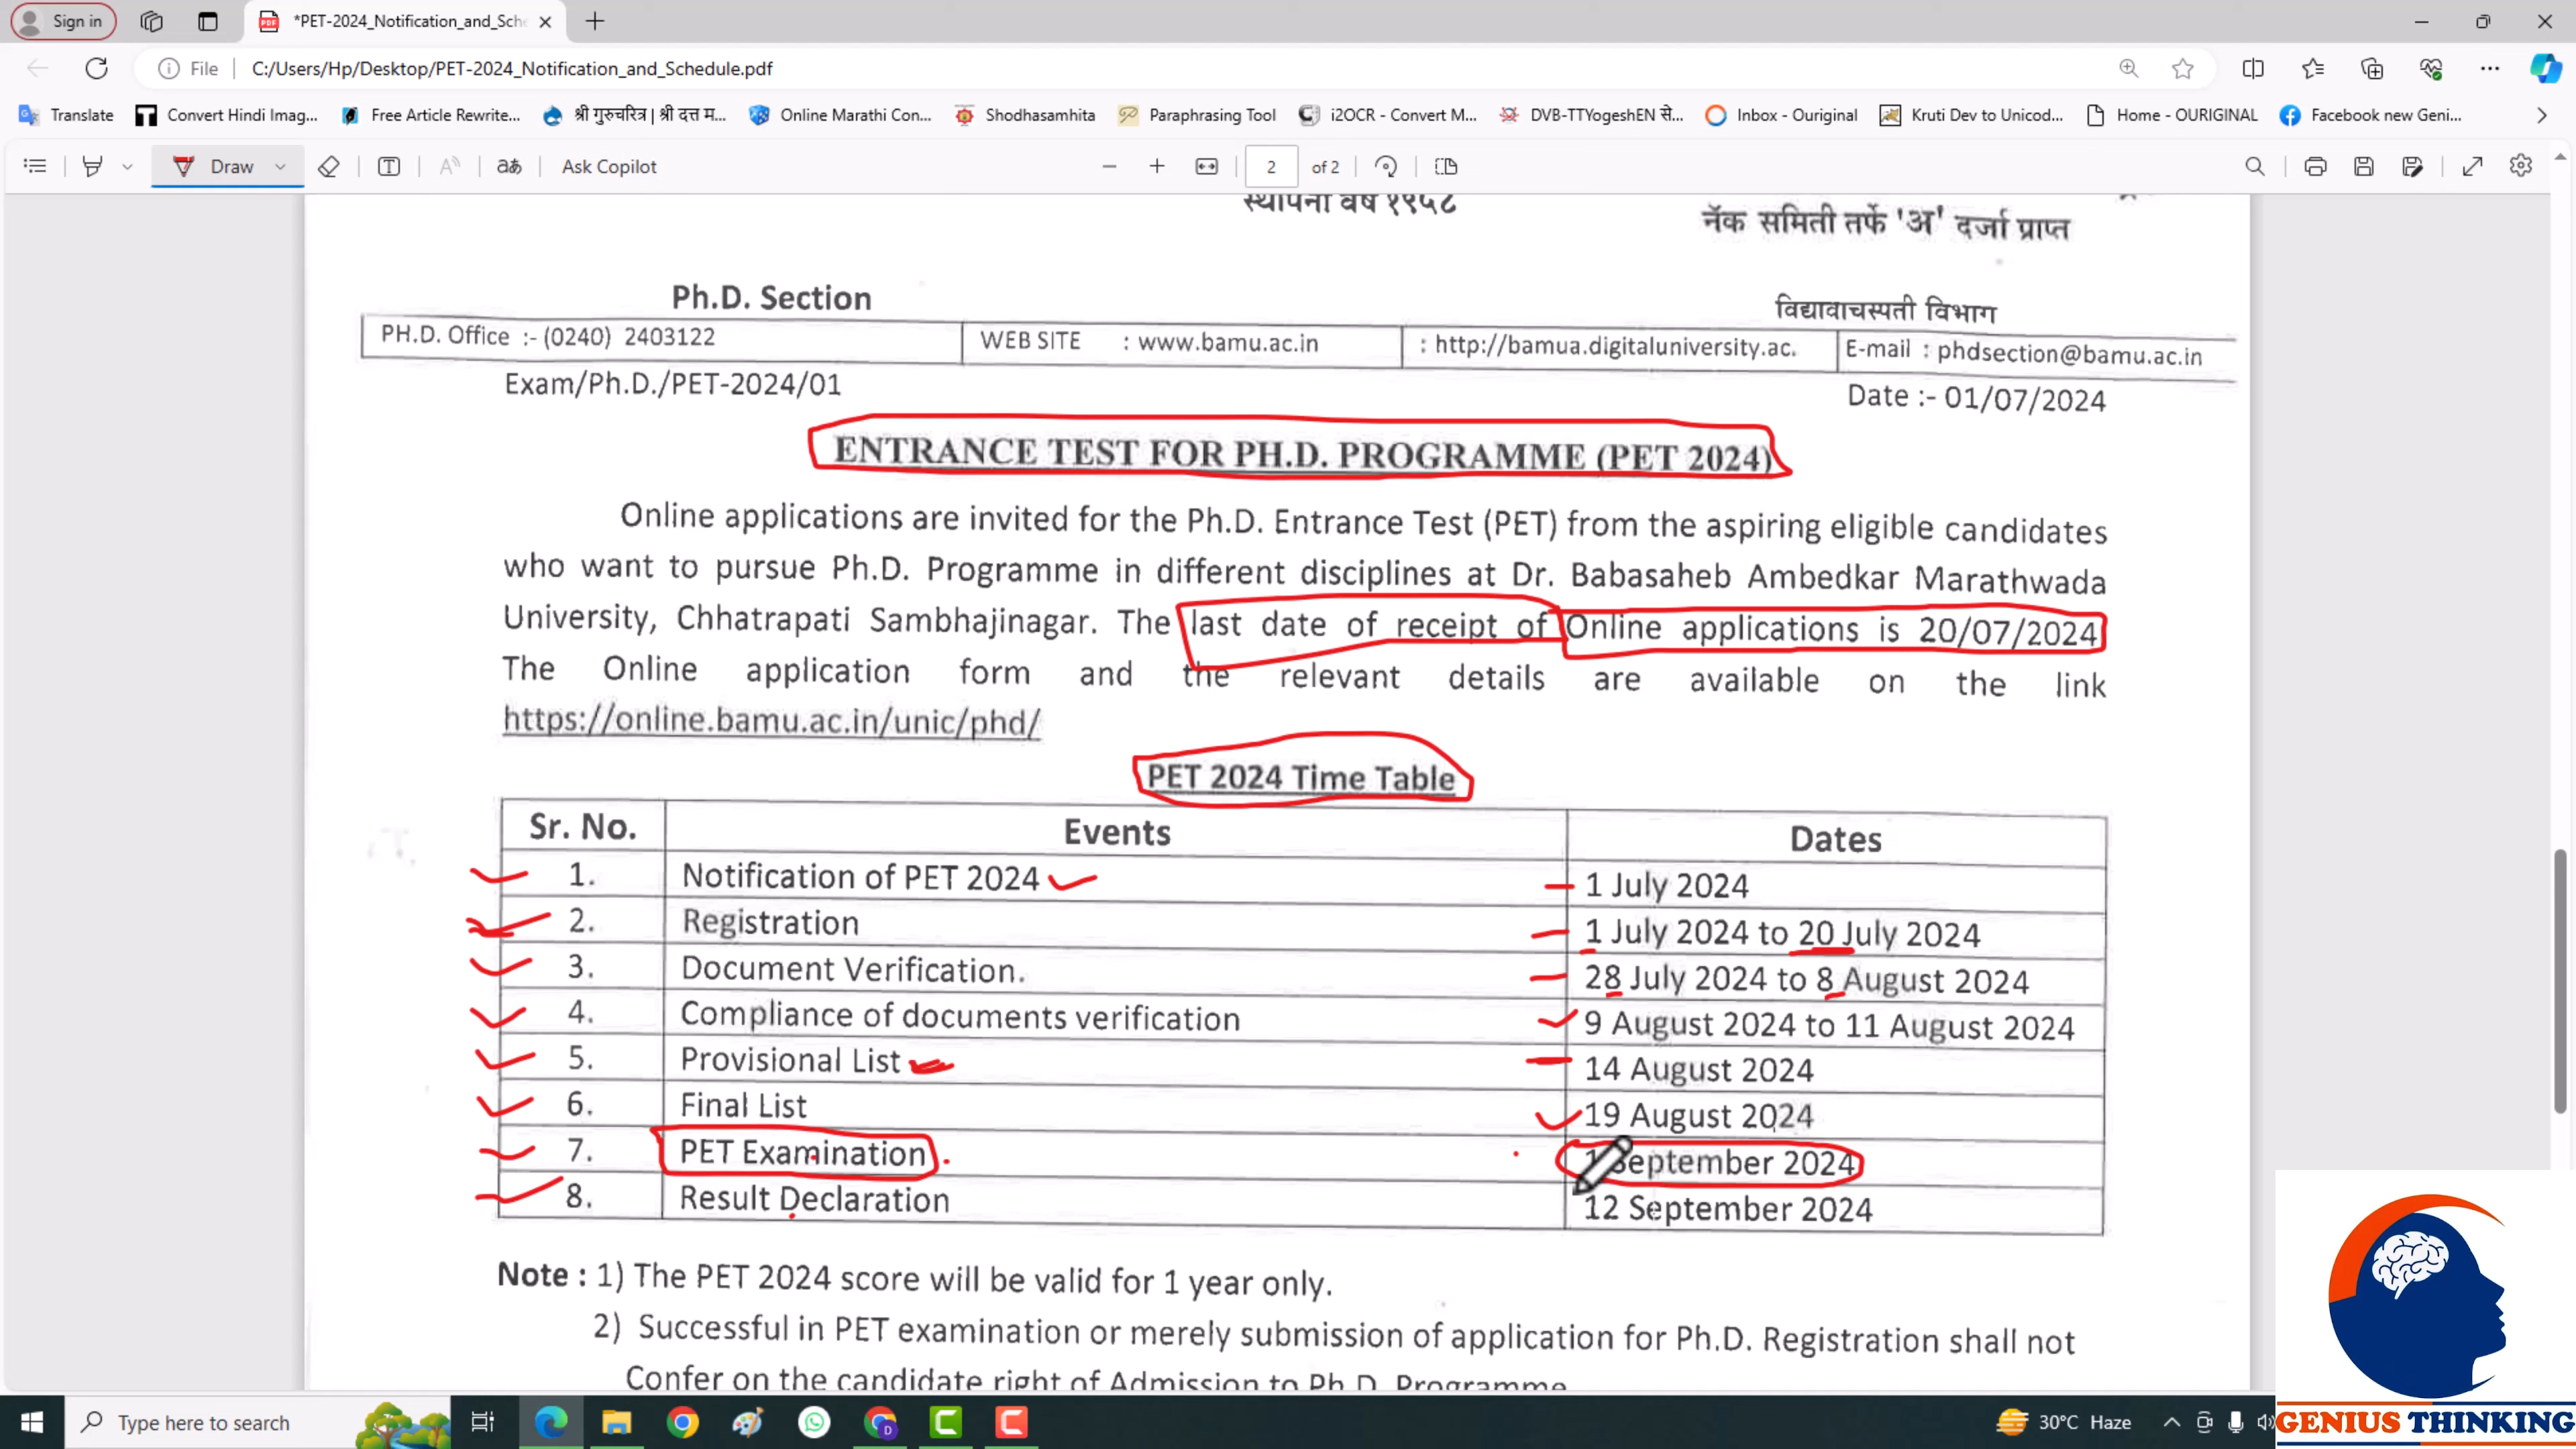 Sign in
*PET-2024_Notification_and_Sche
File
C:/Users/Hp/Desktop/PET-2024_Notification_and_Schedule.pdf
Translate
Convert Hindi Imag...
Free Article Rewrite...
श्री गुरुचरित्र | श्री दत्त म...
Online Marathi Con...
Shodhasamhita
Paraphrasing Tool
i2OCR - Convert M...
DVB-TTYogeshEN से...
Inbox - Ouriginal
Kruti Dev to Unicod...
Home - OURIGINAL
Facebook new Geni...
Draw
Ask Copilot
2 of 2
स्थापना वर्ष १९५८
नॅक समिती तर्फे 'अ' दर्जा प्राप्त
Ph.D. Section
विद्यावाचस्पती विभाग
PH.D. Office :- (0240) 2403122 WEB SITE : www.bamu.ac.in : http://bamua.digitaluniversity.ac. E-mail : phdsection@bamu.ac.in
Exam/Ph.D./PET-2024/01 Date :- 01/07/2024
ENTRANCE TEST FOR PH.D. PROGRAMME (PET 2024)
Online applications are invited for the Ph.D. Entrance Test (PET) from the aspiring eligible candidates
who want to pursue Ph.D. Programme in different disciplines at Dr. Babasaheb Ambedkar Marathwada
University, Chhatrapati Sambhajinagar. The last date of receipt of Online applications is 20/07/2024
The Online application form and the relevant details are available on the link
https://online.bamu.ac.in/unic/phd/
PET 2024 Time Table
Sr. No. Events Dates
1. Notification of PET 2024 1 July 2024
2. Registration 1 July 2024 to 20 July 2024
3. Document Verification. 28 July 2024 to 8 August 2024
4. Compliance of documents verification 9 August 2024 to 11 August 2024
5. Provisional List 14 August 2024
6. Final List 19 August 2024
7. PET Examination September 2024
8. Result Declaration 12 September 2024
Note : 1) The PET 2024 score will be valid for 1 year only.
2) Successful in PET examination or merely submission of application for Ph.D. Registration shall not
Confer on the candidate right of Admission to Ph.D. Programme
Type here to search
30°C Haze
GENIUS THINKING